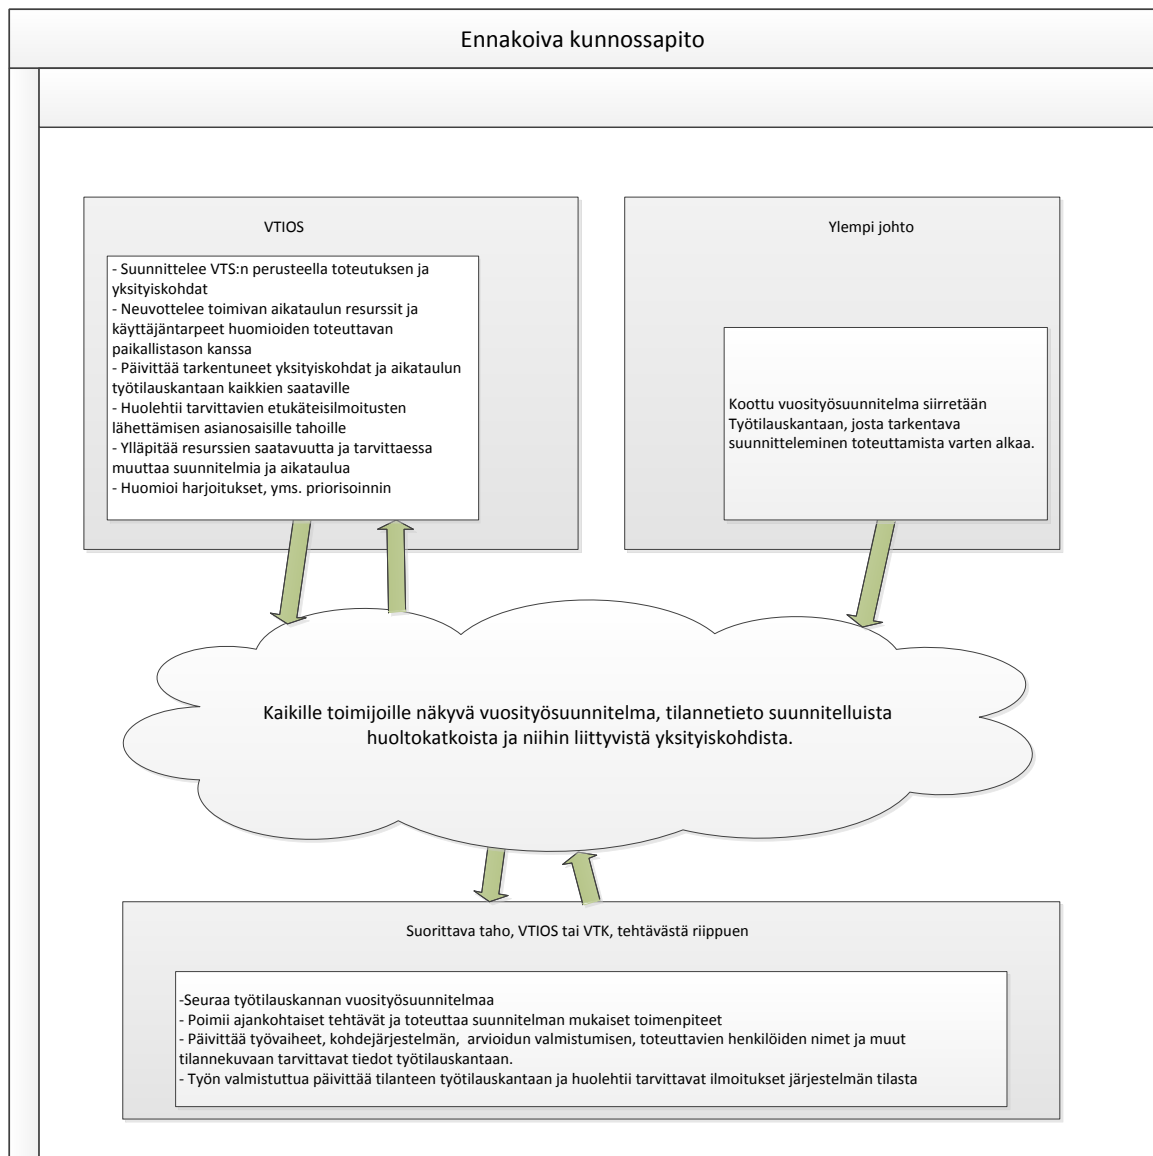 Ennakoiva kunnossapito
VTIOS
- Suunnittelee VTS:n perusteella toteutuksen ja
yksityiskohdat
- Neuvottelee toimivan aikataulun resurssit ja
käyttäjäntarpeet huomioiden toteuttavan
paikallistason kanssa
- Päivittää tarkentuneet yksityiskohdat ja aikataulun
työtilauskantaan kaikkien saataville
- Huolehtii tarvittavien etukäteisilmoitusten
lähettämisen asianosaisille tahoille
- Ylläpitää resurssien saatavuutta ja tarvittaessa
muuttaa suunnitelmia ja aikataulua
- Huomioi harjoitukset, yms. priorisoinnin
Ylempi johto
Koottu vuosityösuunnitelma siirretään
Työtilauskantaan, josta tarkentava
suunnitteleminen toteuttamista varten alkaa.
Kaikille toimijoille näkyvä vuosityösuunnitelma, tilannetieto suunnitelluista
huoltokatkoista ja niihin liittyvistä yksityiskohdista.
Suorittava taho, VTIOS tai VTK, tehtävästä riippuen
-Seuraa työtilauskannan vuosityösuunnitelmaa
- Poimii ajankohtaiset tehtävät ja toteuttaa suunnitelman mukaiset toimenpiteet
- Päivittää työvaiheet, kohdejärjestelmän,  arvioidun valmistumisen, toteuttavien henkilöiden nimet ja muut
tilannekuvaan tarvittavat tiedot työtilauskantaan.
- Työn valmistuttua päivittää tilanteen työtilauskantaan ja huolehtii tarvittavat ilmoitukset järjestelmän tilasta